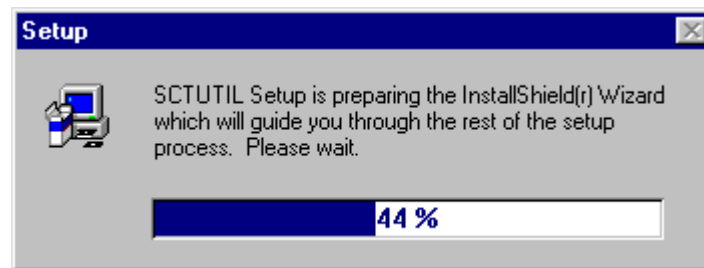 Setup
SCTUTIL Setup is preparing the InstallShield(r) Wizard
which will guide you through the rest of the setup
process.  Please wait.
44 %